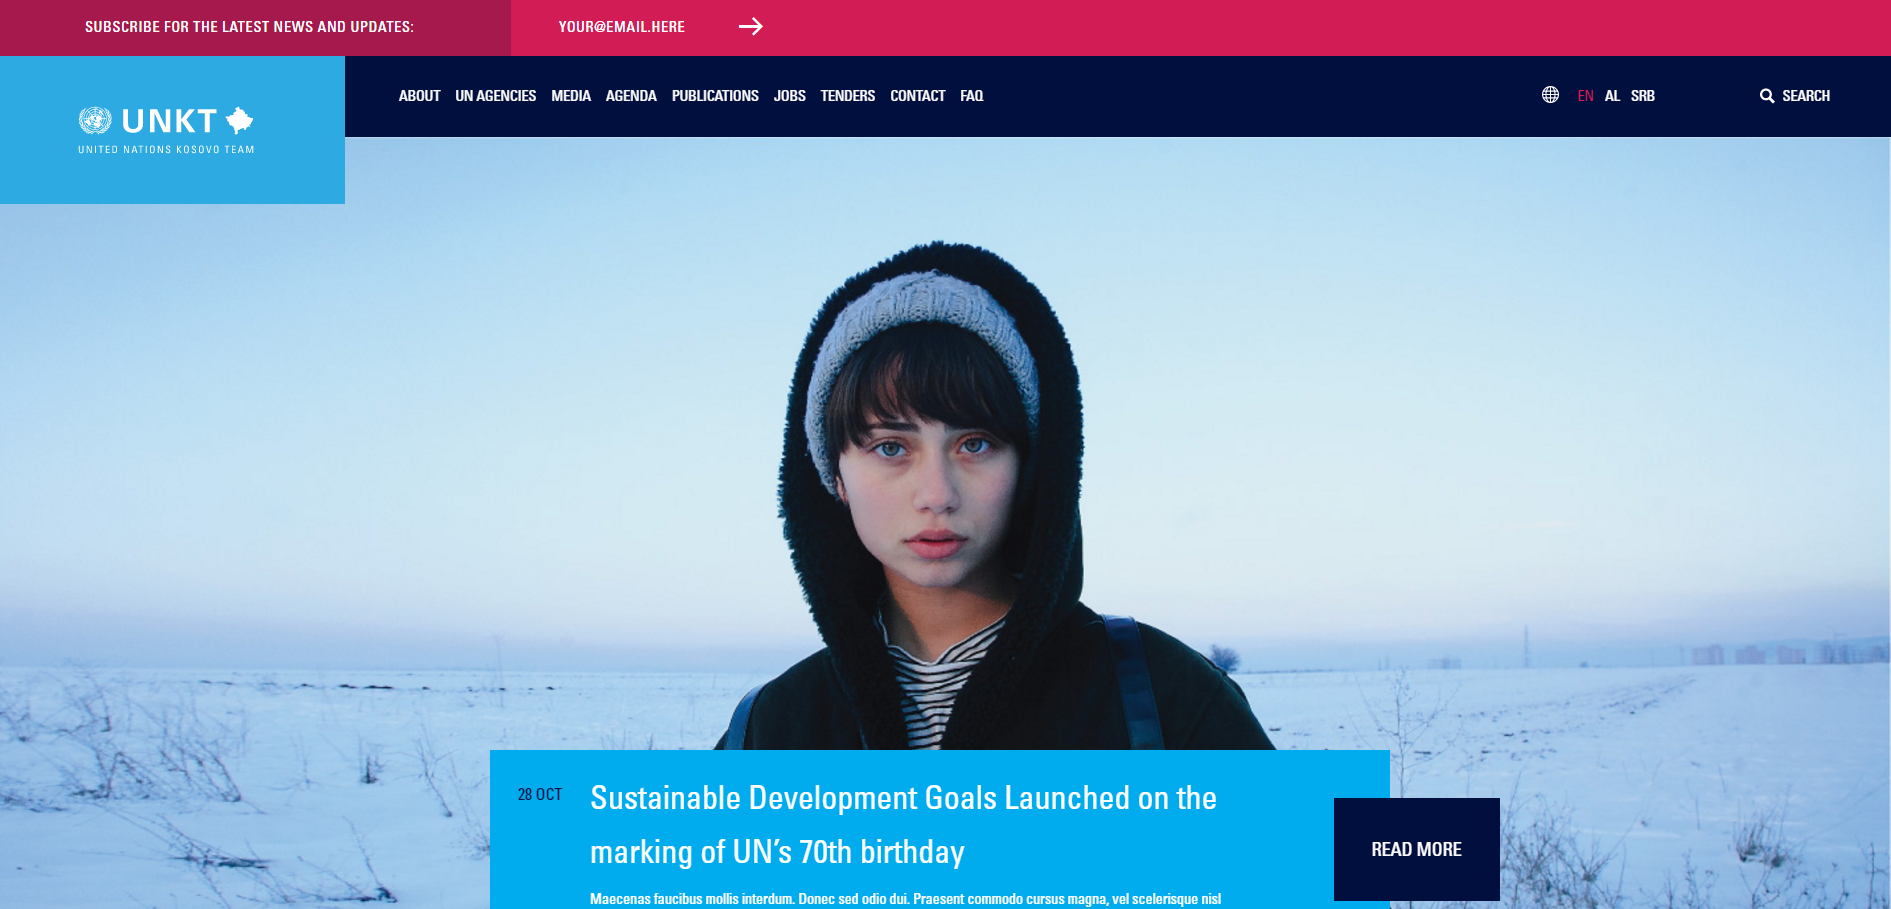 SUBSCRIBE FOR THE LATEST NEWS AND UPDATES:
YOUR@EMAIL.HERE
UNKT
UNITED NATIONS KOSOVO TEAM
ABOUT UN AGENCIES MEDIA AGENDA PUBLICATIONS JOBS TENDERS CONTACT FAQ
EN AL SRB
SEARCH
28 OCT
Sustainable Development Goals Launched on the
marking of UN’s 70th birthday
Maecenas faucibus mollis interdum. Donec sed odio dui. Praesent commodo cursus magna, vel scelerisque nisl
READ MORE